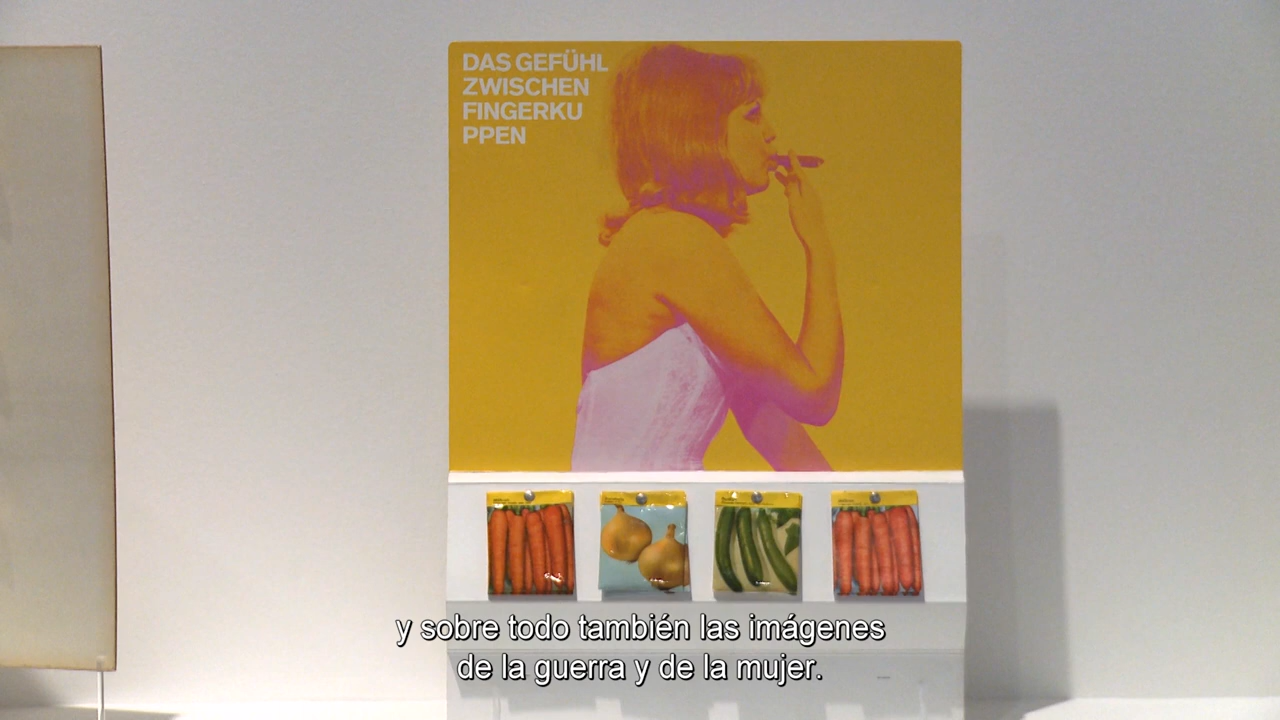 DAS GEFÜHL
ZWISCHEN
FINGERKU
PPEN
y sobre todo también las imágenes
de la guerra y de la mujer.